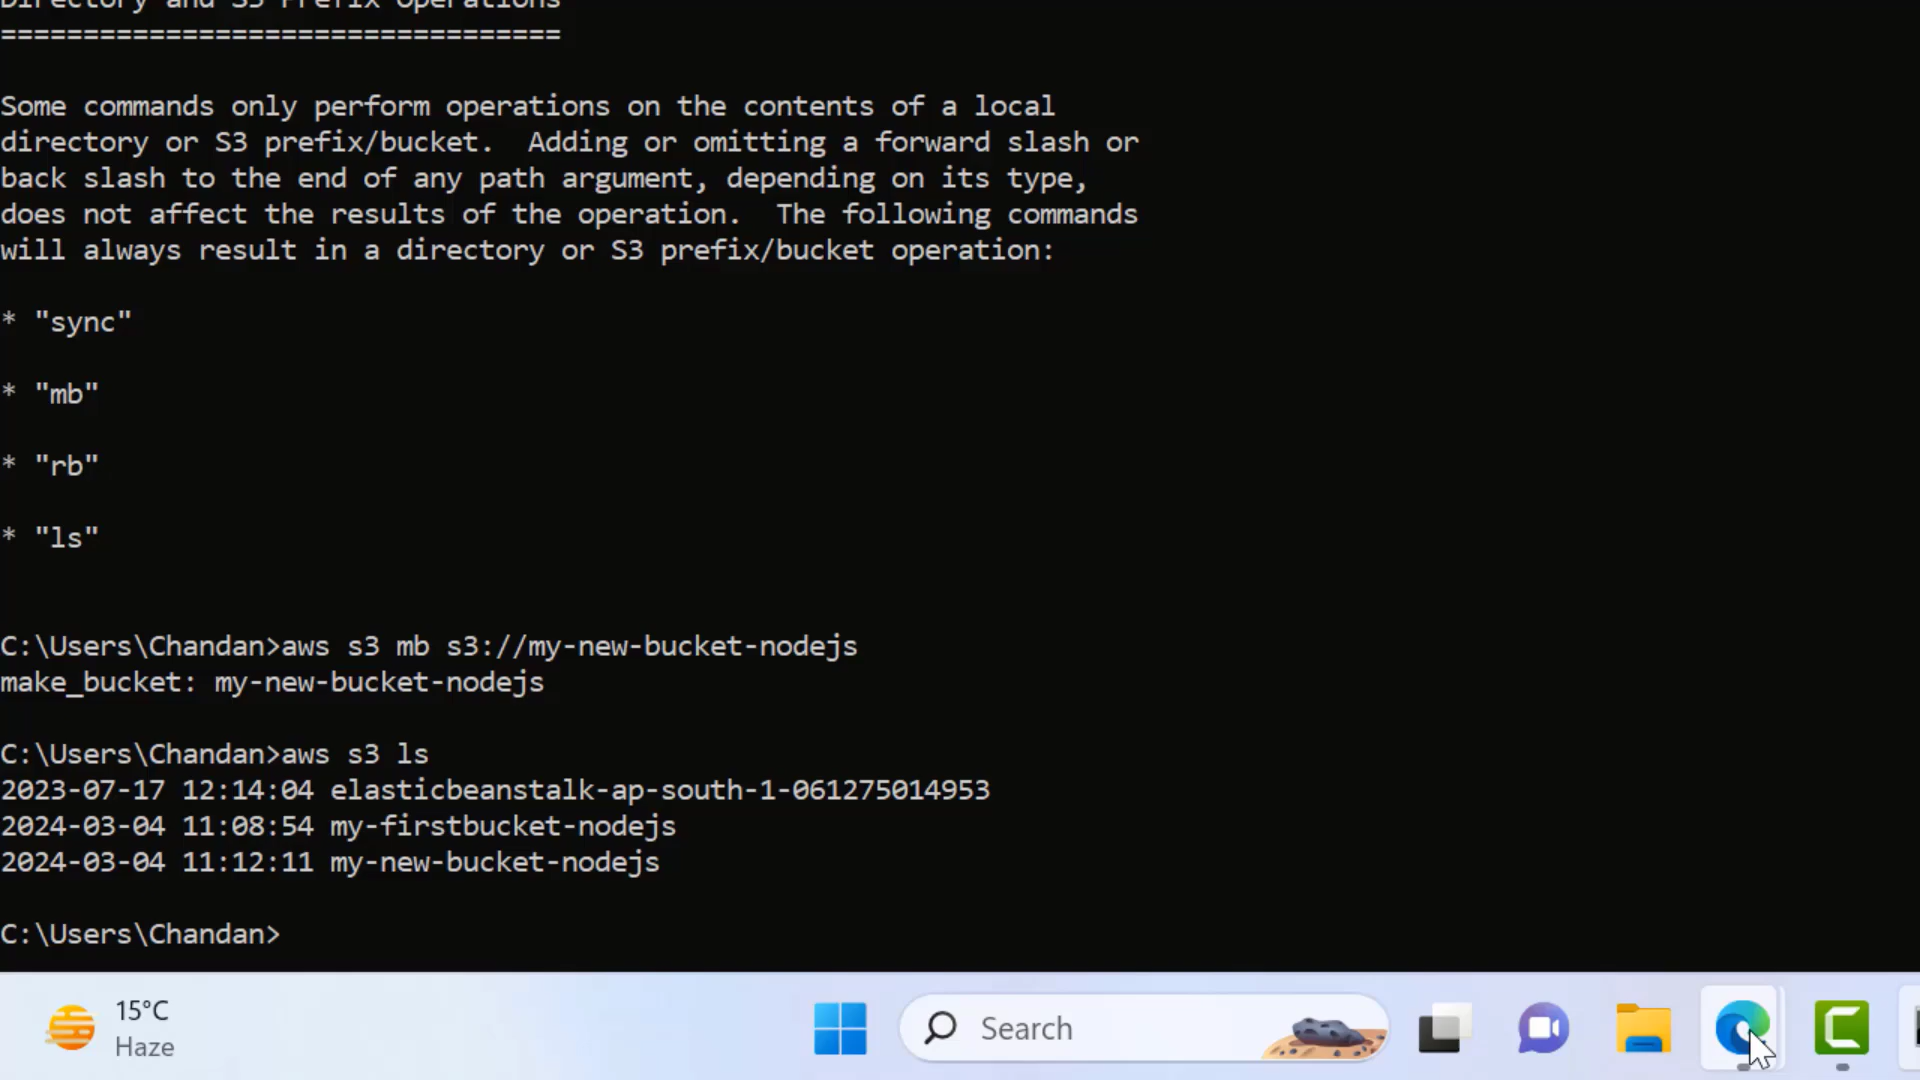 Directory and S3 Prefix Operations
==================================
Some commands only perform operations on the contents of a local
directory or S3 prefix/bucket.  Adding or omitting a forward slash or
back slash to the end of any path argument, depending on its type,
does not affect the results of the operation.  The following commands
will always result in a directory or S3 prefix/bucket operation:
* "sync"
* "mb"
* "rb"
* "ls"
C:\Users\Chandan>aws s3 mb s3://my-new-bucket-nodejs
make_bucket: my-new-bucket-nodejs
C:\Users\Chandan>aws s3 ls
2023-07-17 12:14:04 elasticbeanstalk-ap-south-1-061275014953
2024-03-04 11:08:54 my-firstbucket-nodejs
2024-03-04 11:12:11 my-new-bucket-nodejs
C:\Users\Chandan>
15°C
Haze
Search